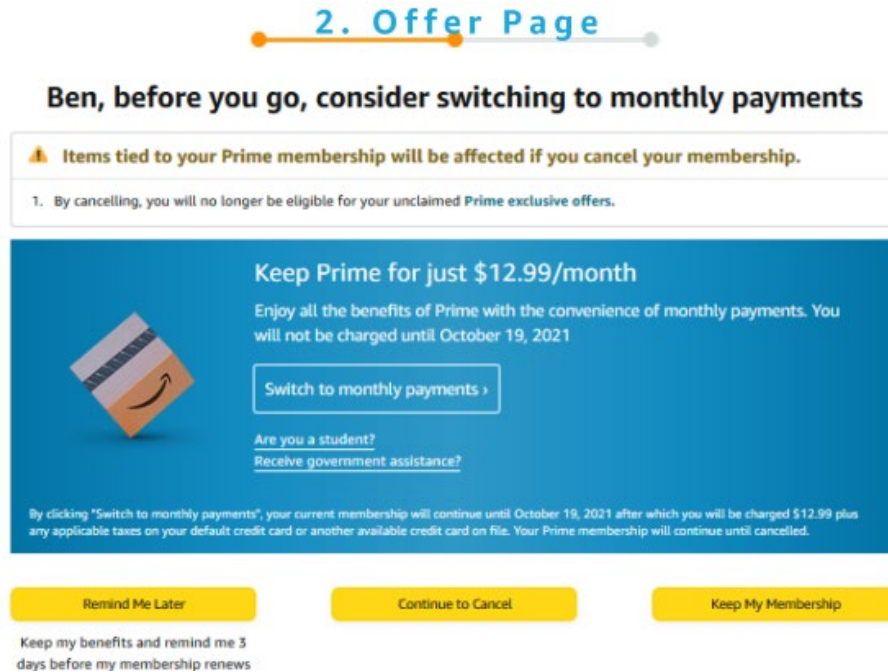 2. Offer Page
Ben, before you go, consider switching to monthly payments
Items tied to your Prime membership will be affected if you cancel your membership.
1. By cancelling, you will no longer be eligible for your unclaimed Prime exclusive offers.
Keep Prime for just $12.99/month
Enjoy all the benefits of Prime with the convenience of monthly payments. You
will not be charged until October 19, 2021
Switch to monthly payments ›
Are you a student?
Receive government assistance?
By clicking "Switch to monthly payments", your current membership will continue until October 19, 2021 after which you will be charged $12.99 plus
any applicable taxes on your default credit card or another available credit card on file. Your Prime membership will continue until cancelled.
Remind Me Later
Continue to Cancel
Keep My Membership
Keep my benefits and remind me 3
days before my membership renews